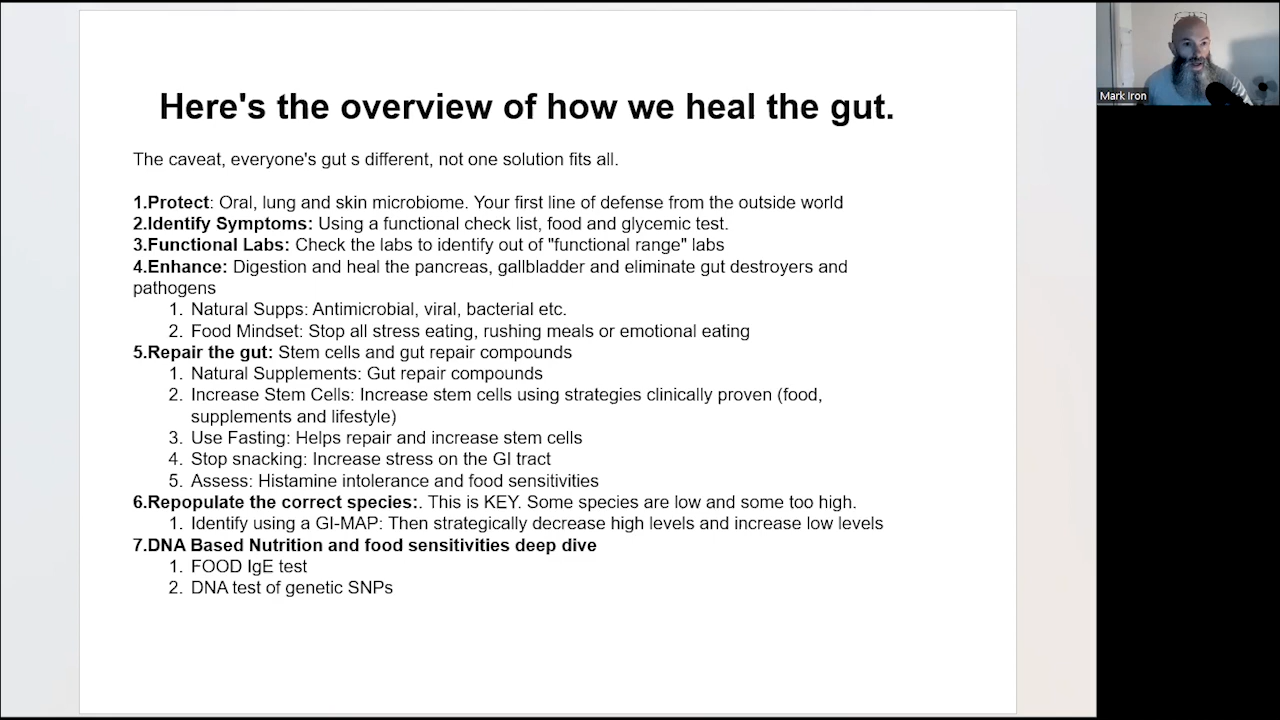 Here's the overview of how we heal the gut.
Mark Iron
The caveat, everyone's gut s different, not one solution fits all.
1.Protect: Oral, lung and skin microbiome. Your first line of defense from the outside world
2.Identify Symptoms: Using a functional check list, food and glycemic test.
3.Functional Labs: Check the labs to identify out of "functional range" labs
4.Enhance: Digestion and heal the pancreas, gallbladder and eliminate gut destroyers and
pathogens
1. Natural Supps: Antimicrobial, viral, bacterial etc.
2. Food Mindset: Stop all stress eating, rushing meals or emotional eating
5.Repair the gut: Stem cells and gut repair compounds
1. Natural Supplements: Gut repair compounds
2. Increase Stem Cells: Increase stem cells using strategies clinically proven (food,
supplements and lifestyle)
3. Use Fasting: Helps repair and increase stem cells
4. Stop snacking: Increase stress on the GI tract
5. Assess: Histamine intolerance and food sensitivities
6.Repopulate the correct species:. This is KEY. Some species are low and some too high.
1. Identify using a GI-MAP: Then strategically decrease high levels and increase low levels
7.DNA Based Nutrition and food sensitivities deep dive
1. FOOD IgE test
2. DNA test of genetic SNPs